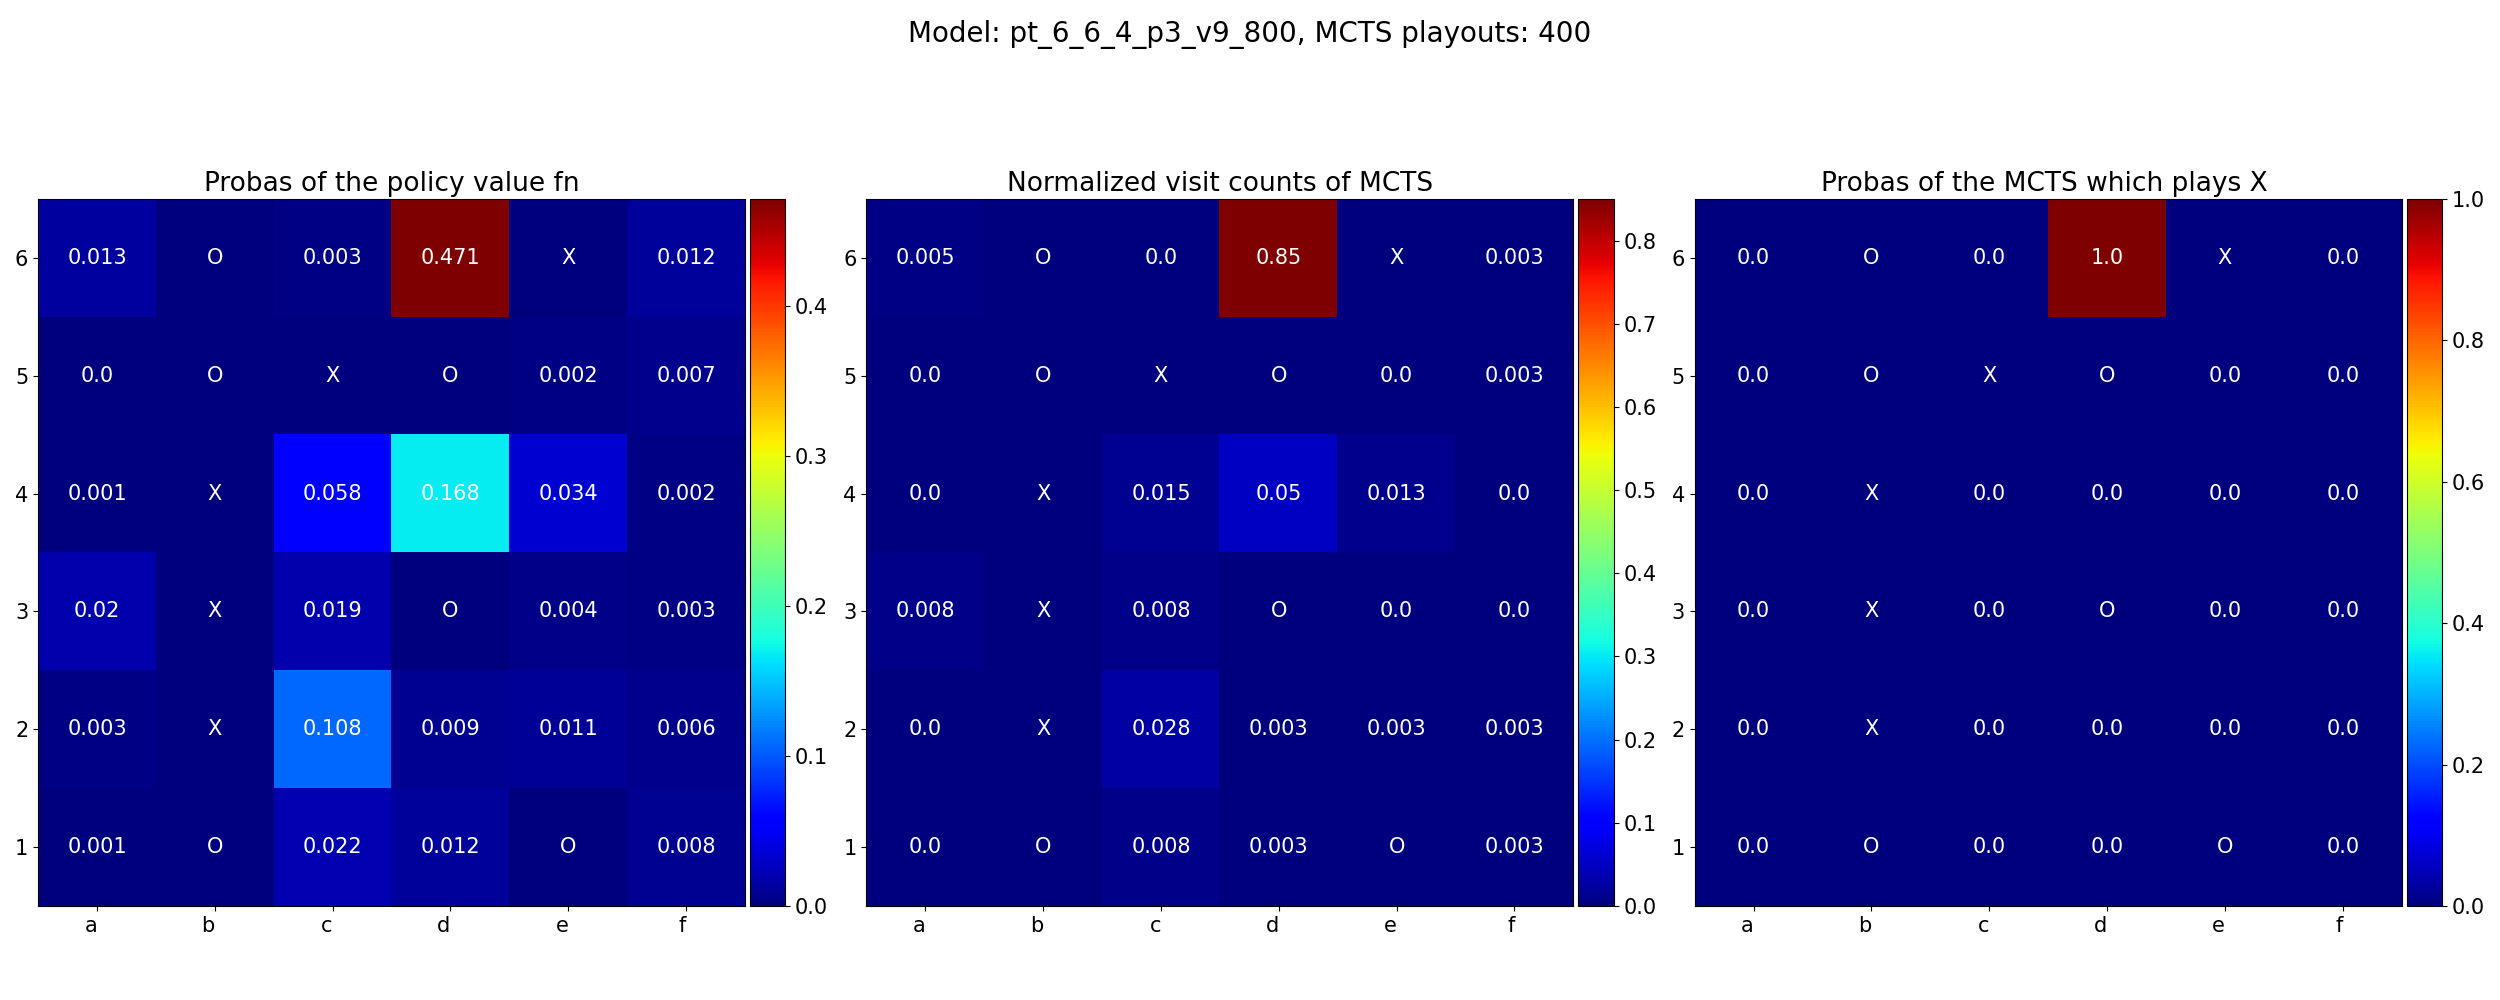 Model: pt_6_6_4_p3_v9_800, MCTS playouts: 400
Probas of the policy value fn
6 0.013 O 0.003 0.471 X 0.012
5 0.0 O X O 0.002 0.007
4 0.001 X 0.058 0.168 0.034 0.002
3 0.02 X 0.019 O 0.004 0.003
2 0.003 X 0.108 0.009 0.011 0.006
1 0.001 O 0.022 0.012 O 0.008
a b c d e f
0.4
0.3
0.2
0.1
0.0
Normalized visit counts of MCTS
6 0.005 O 0.0 0.85 X 0.003
5 0.0 O X O 0.0 0.003
4 0.0 X 0.015 0.05 0.013 0.0
3 0.008 X 0.008 O 0.0 0.0
2 0.0 X 0.028 0.003 0.003 0.003
1 0.0 O 0.008 0.003 O 0.003
a b c d e f
0.8
0.7
0.6
0.5
0.4
0.3
0.2
0.1
0.0
Probas of the MCTS which plays X
6 0.0 O 0.0 1.0 X 0.0
5 0.0 O X O 0.0 0.0
4 0.0 X 0.0 0.0 0.0 0.0
3 0.0 X 0.0 O 0.0 0.0
2 0.0 X 0.0 0.0 0.0 0.0
1 0.0 O 0.0 0.0 O 0.0
a b c d e f
1.0
0.8
0.6
0.4
0.2
0.0